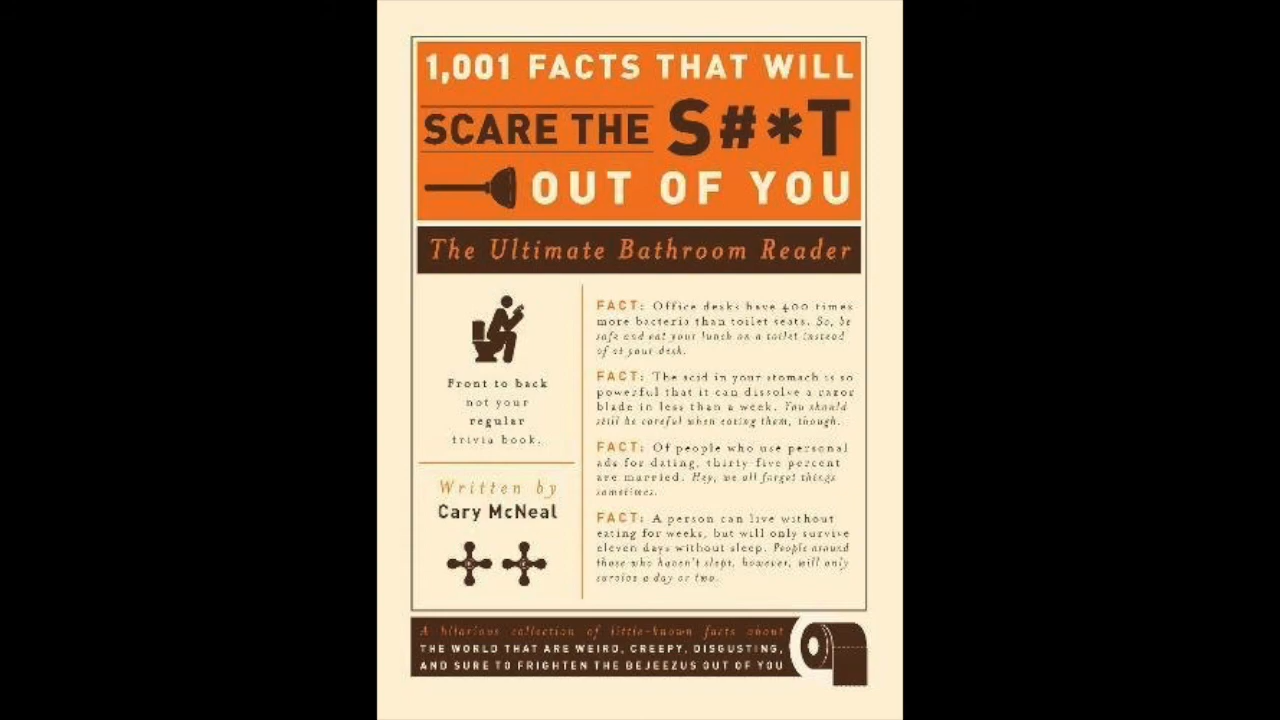 1,001 FACTS THAT WILL
SCARE THE S#*T
OUT OF YOU
The Ultimate Bathroom Reader
Front to back
not your
regular
trivia book.
Written by
Cary McNeal
FACT: Office desks have 400 times
more bacteria than toilet seats. So, be
safe and eat your lunch on a toilet instead
of at your desk.
FACT: The acid in your stomach is so
powerful that it can dissolve a razor
blade in less than a week. You should
still be careful when eating them, though.
FACT: Of people who use personal
ads for dating, thirty-five percent
are married. Hey, we all forget things
sometimes.
FACT: A person can live without
eating for weeks, but will only survive
eleven days without sleep. People around
those who haven't slept, however, will only
survive a day or two.
A hilarious collection of little-known facts about
THE WORLD THAT ARE WEIRD, CREEPY, DISGUSTING,
AND SURE TO FRIGHTEN THE BEJEEZUS OUT OF YOU